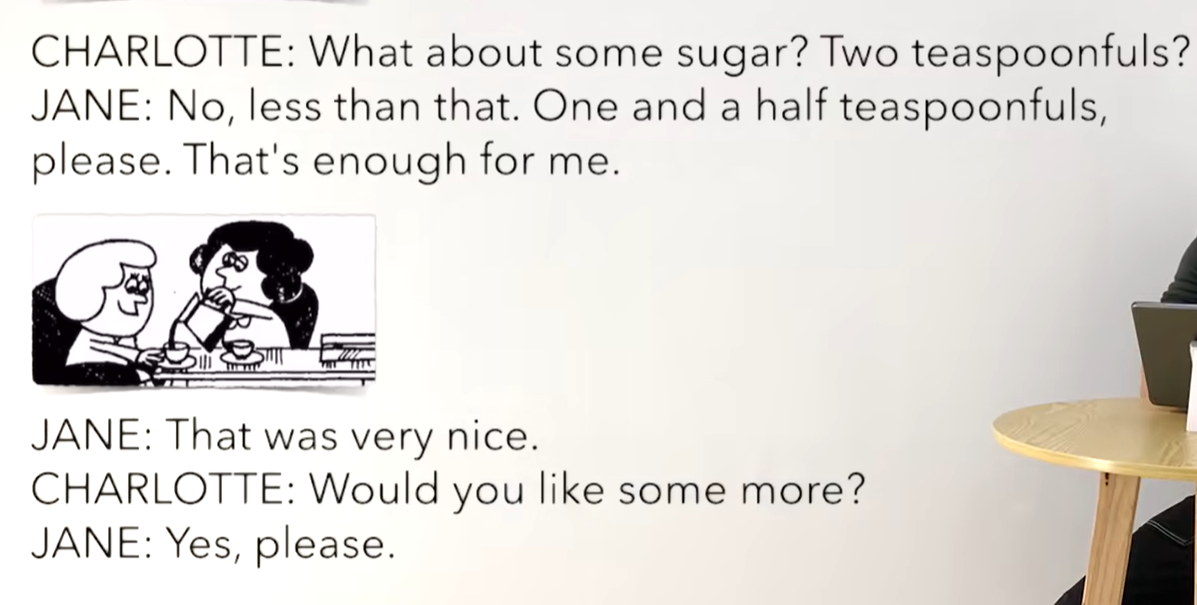 CHARLOTTE: What about some sugar? Two teaspoonfuls?
JANE: No, less than that. One and a half teaspoonfuls,
please. That's enough for me.
JANE: That was very nice.
CHARLOTTE: Would you like some more?
JANE: Yes, please.